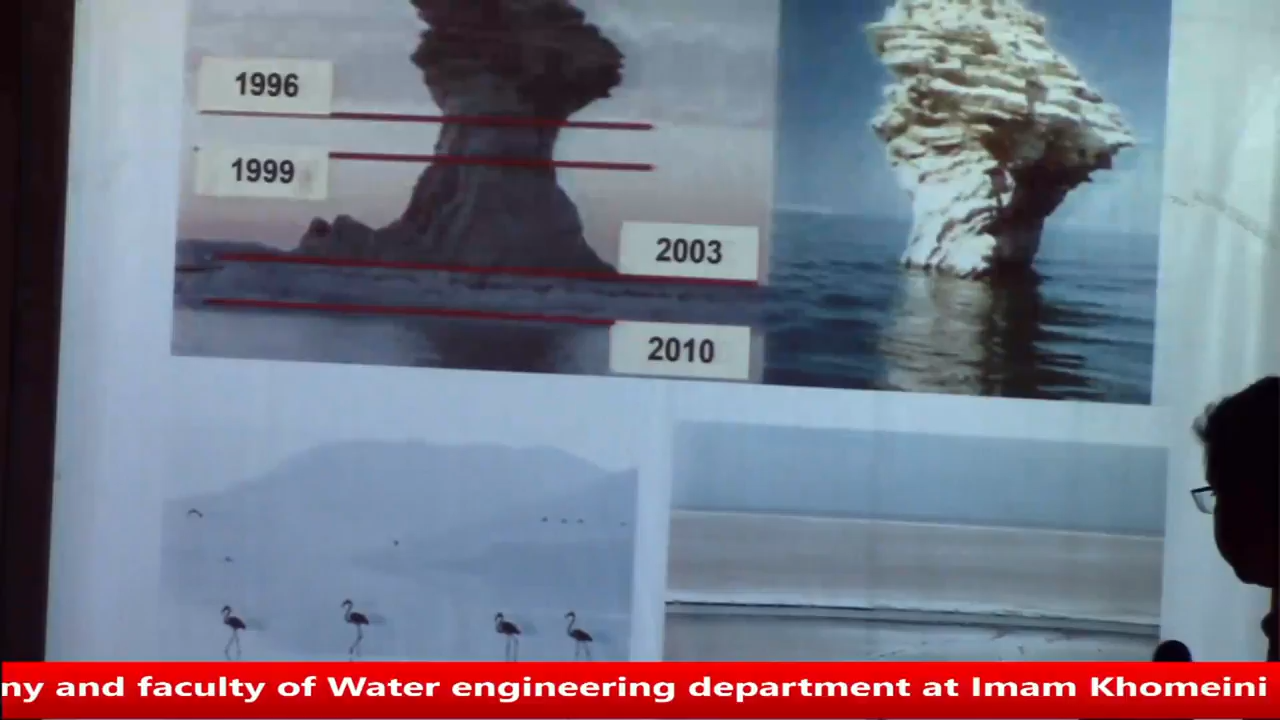 1996
1999
2003
2010
ny and faculty of Water engineering department at Imam Khomeini